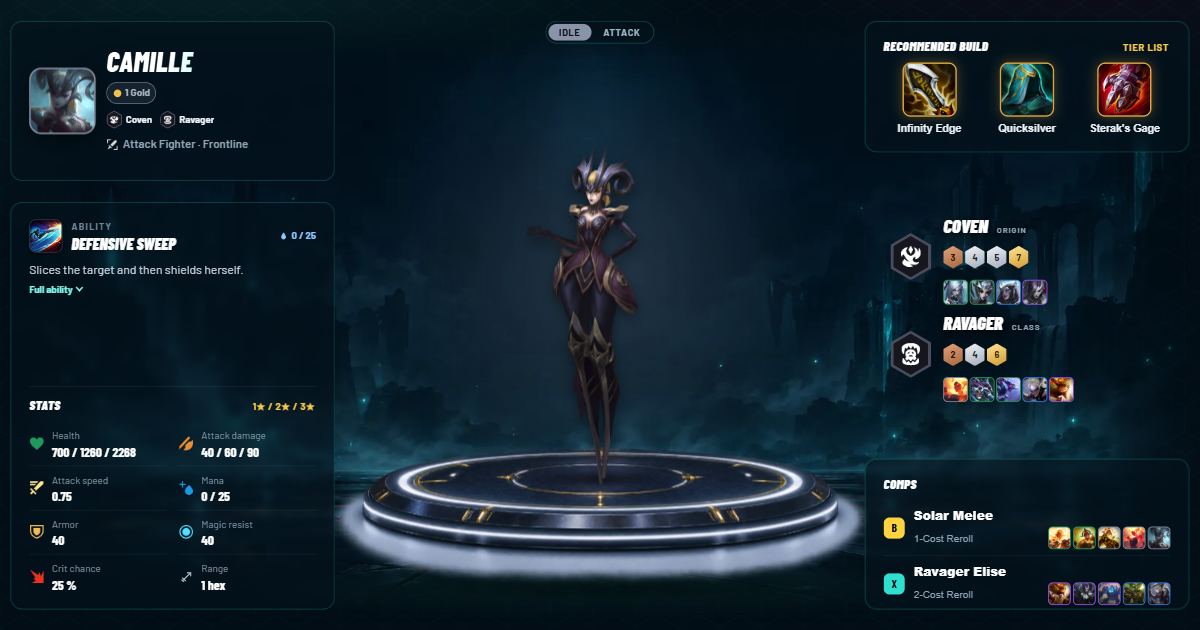 CAMILLE
1 Gold
Coven Ravager
Attack Fighter · Frontline
ABILITY
DEFENSIVE SWEEP
0 / 25
Slices the target and then shields herself.
Full ability
STATS
1★ / 2★ / 3★
Health
700 / 1260 / 2268
Attack damage
40 / 60 / 90
Attack speed
0.75
Mana
0 / 25
Armor
40
Magic resist
40
Crit chance
25 %
Range
1 hex
IDLE ATTACK
RECOMMENDED BUILD
TIER LIST
Infinity Edge
Quicksilver
Sterak's Gage
COVEN ORIGIN
3 4 5 7
RAVAGER CLASS
2 4 6
COMPS
B
Solar Melee
1-Cost Reroll
X
Ravager Elise
2-Cost Reroll